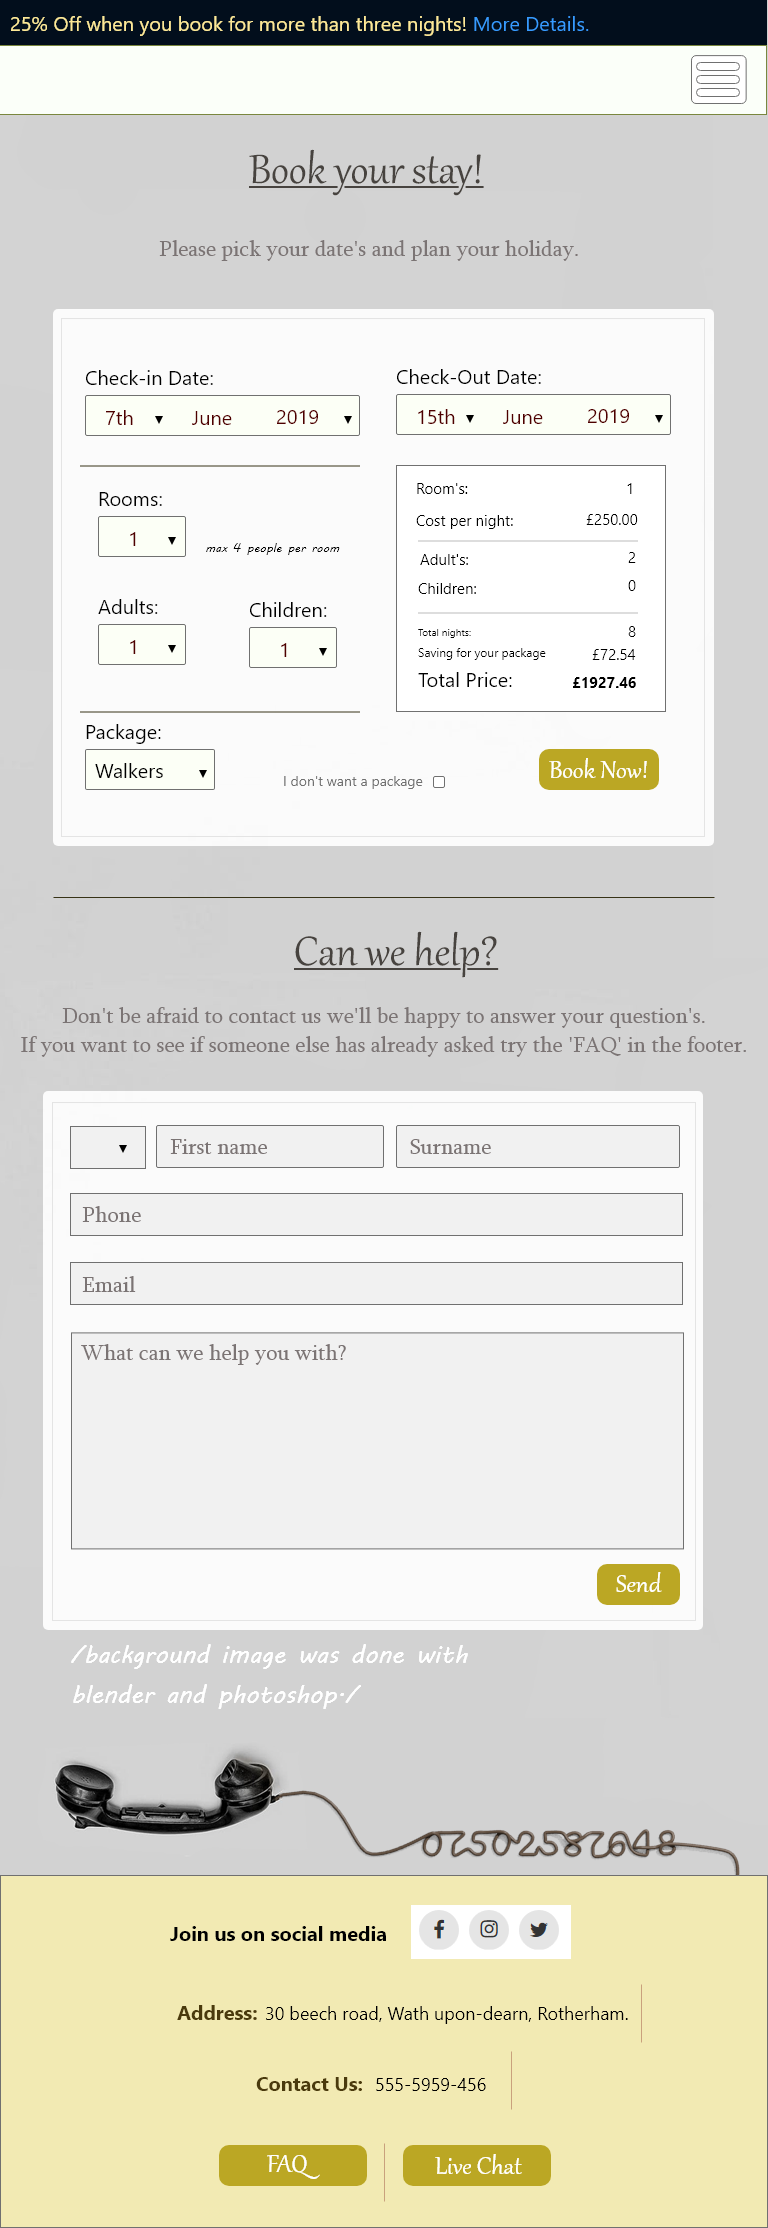 25% Off when you book for more than three nights! More Details.
Book your stay!
Please pick your date's and plan your holiday.
Check-in Date:
7th ▼ June 2019 ▼
Check-Out Date:
15th ▼ June 2019 ▼
Rooms:
1 ▼ max 4 people per room
Adults:
1 ▼
Children:
1 ▼
Room's: 1
Cost per night: £250.00
Adult's: 2
Children: 0
Total nights: 8
Saving for your package £72.54
Total Price: £1927.46
Package:
Walkers ▼
I don't want a package
Book Now!
Can we help?
Don't be afraid to contact us we'll be happy to answer your question's.
If you want to see if someone else has already asked try the 'FAQ' in the footer.
▼ First name Surname
Phone
Email
What can we help you with?
Send
/background image was done with
blender and photoshop./
07502587648
Join us on social media
Address: 30 beech road, Wath upon-dearn, Rotherham.
Contact Us: 555-5959-456
FAQ Live Chat